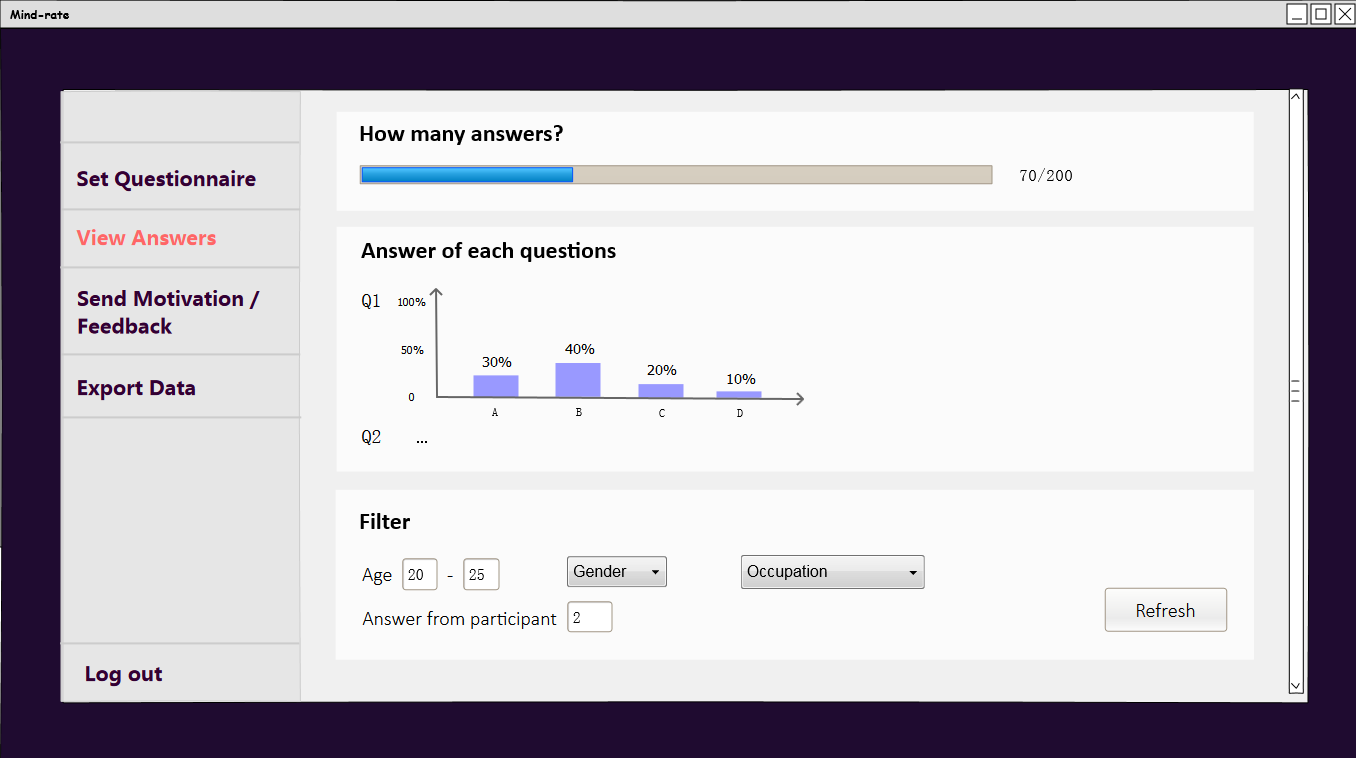 Mind-rate
Set Questionnaire
View Answers
Send Motivation /
Feedback
Export Data
Log out
How many answers?
70/200
Answer of each questions
Q1
100%
50%
0
30%
40%
20%
10%
A
B
C
D
Q2 ...
Filter
Age 20 - 25
Gender
Occupation
Answer from participant 2
Refresh